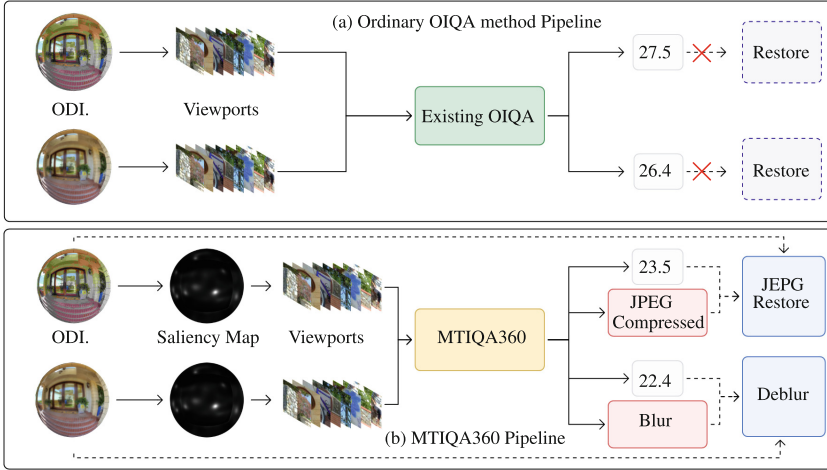 (a) Ordinary OIQA method Pipeline
27.5
Restore
ODI.
Viewports
Existing OIQA
26.4
Restore
23.5
JPEG
Compressed
JEPG
Restore
ODI.
Saliency Map
Viewports
MTIQA360
22.4
Blur
Deblur
(b) MTIQA360 Pipeline